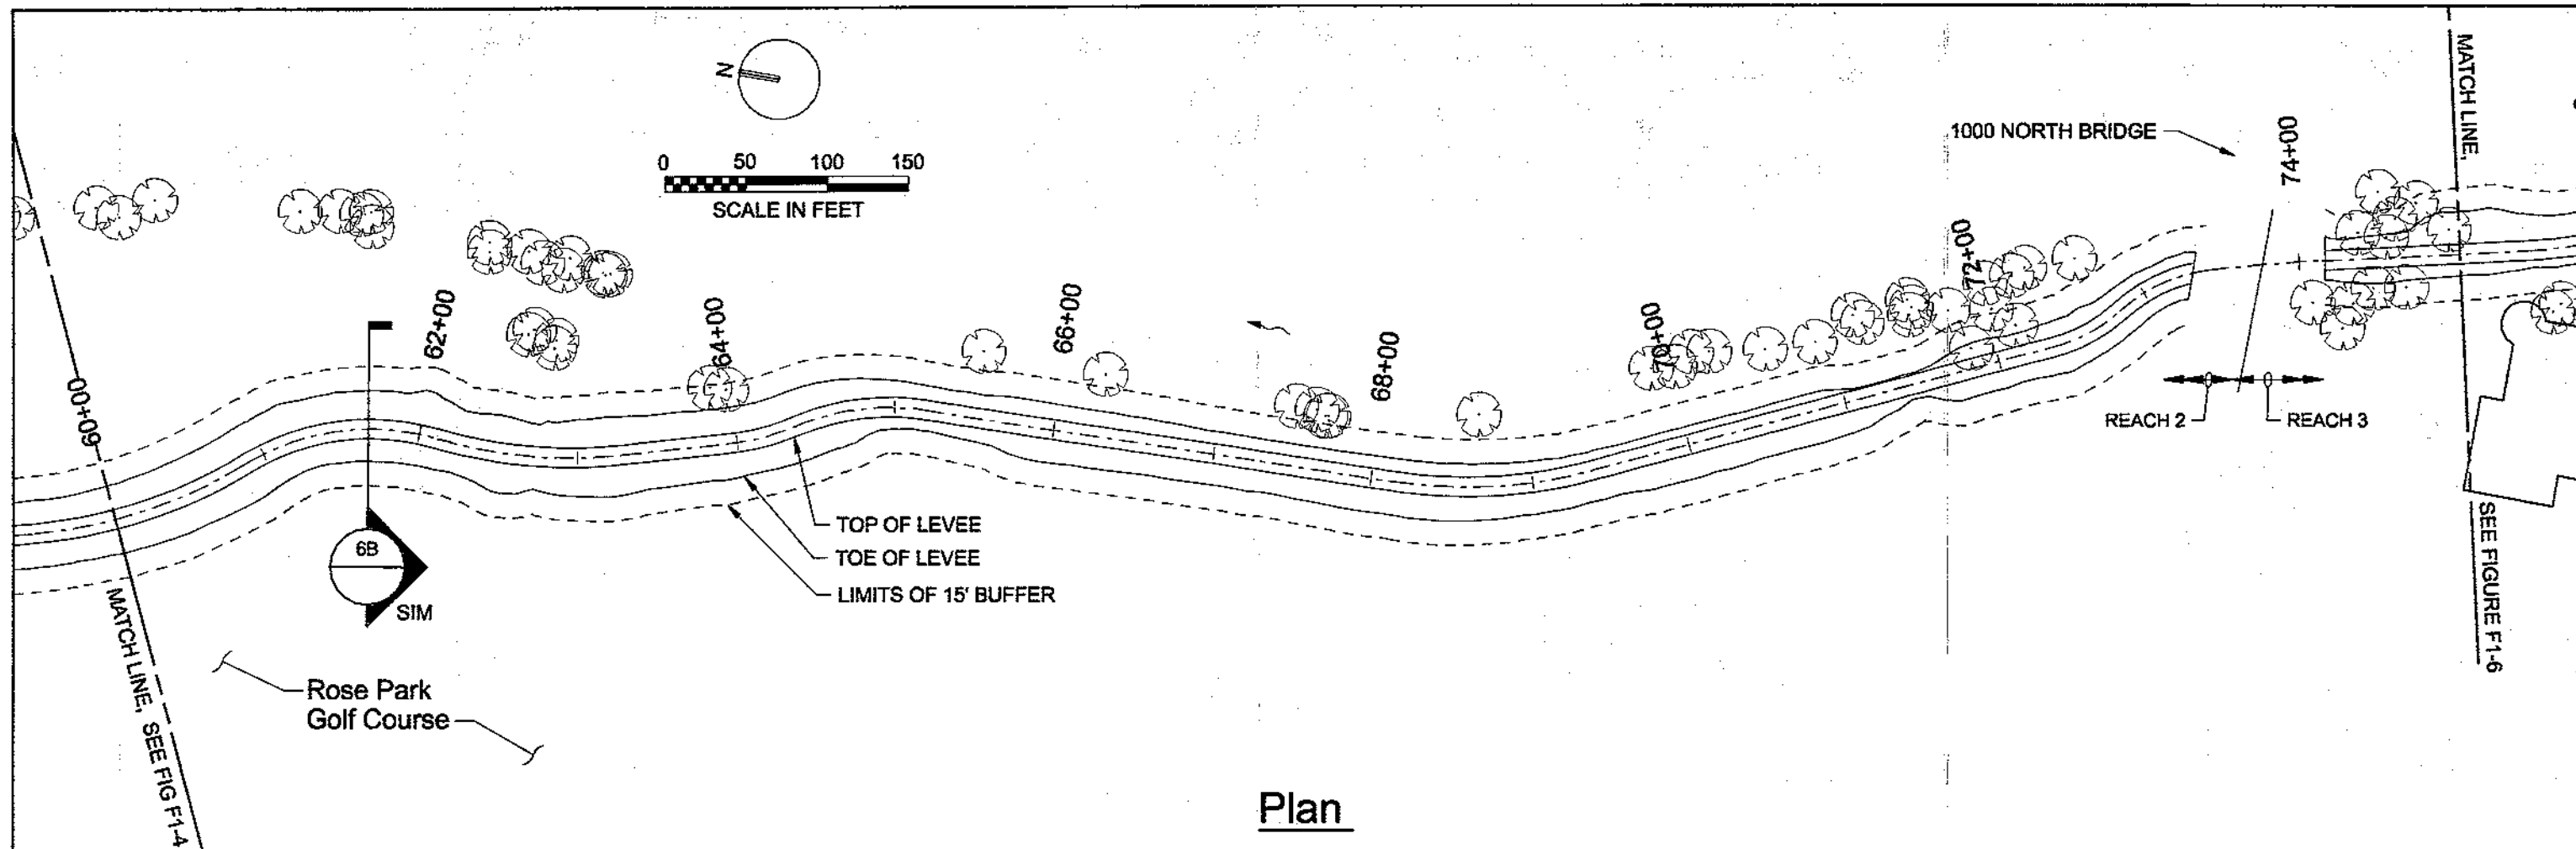 N
0 50 100 150
SCALE IN FEET
1000 NORTH BRIDGE
74+00
MATCH LINE,
SEE FIGURE F1-6
60+00
62+00
64+00
66+00
68+00
70+00
72+00
REACH 2
REACH 3
TOP OF LEVEE
TOE OF LEVEE
LIMITS OF 15' BUFFER
6B
SIM
MATCH LINE, SEE FIG F1-4
Rose Park
Golf Course
Plan